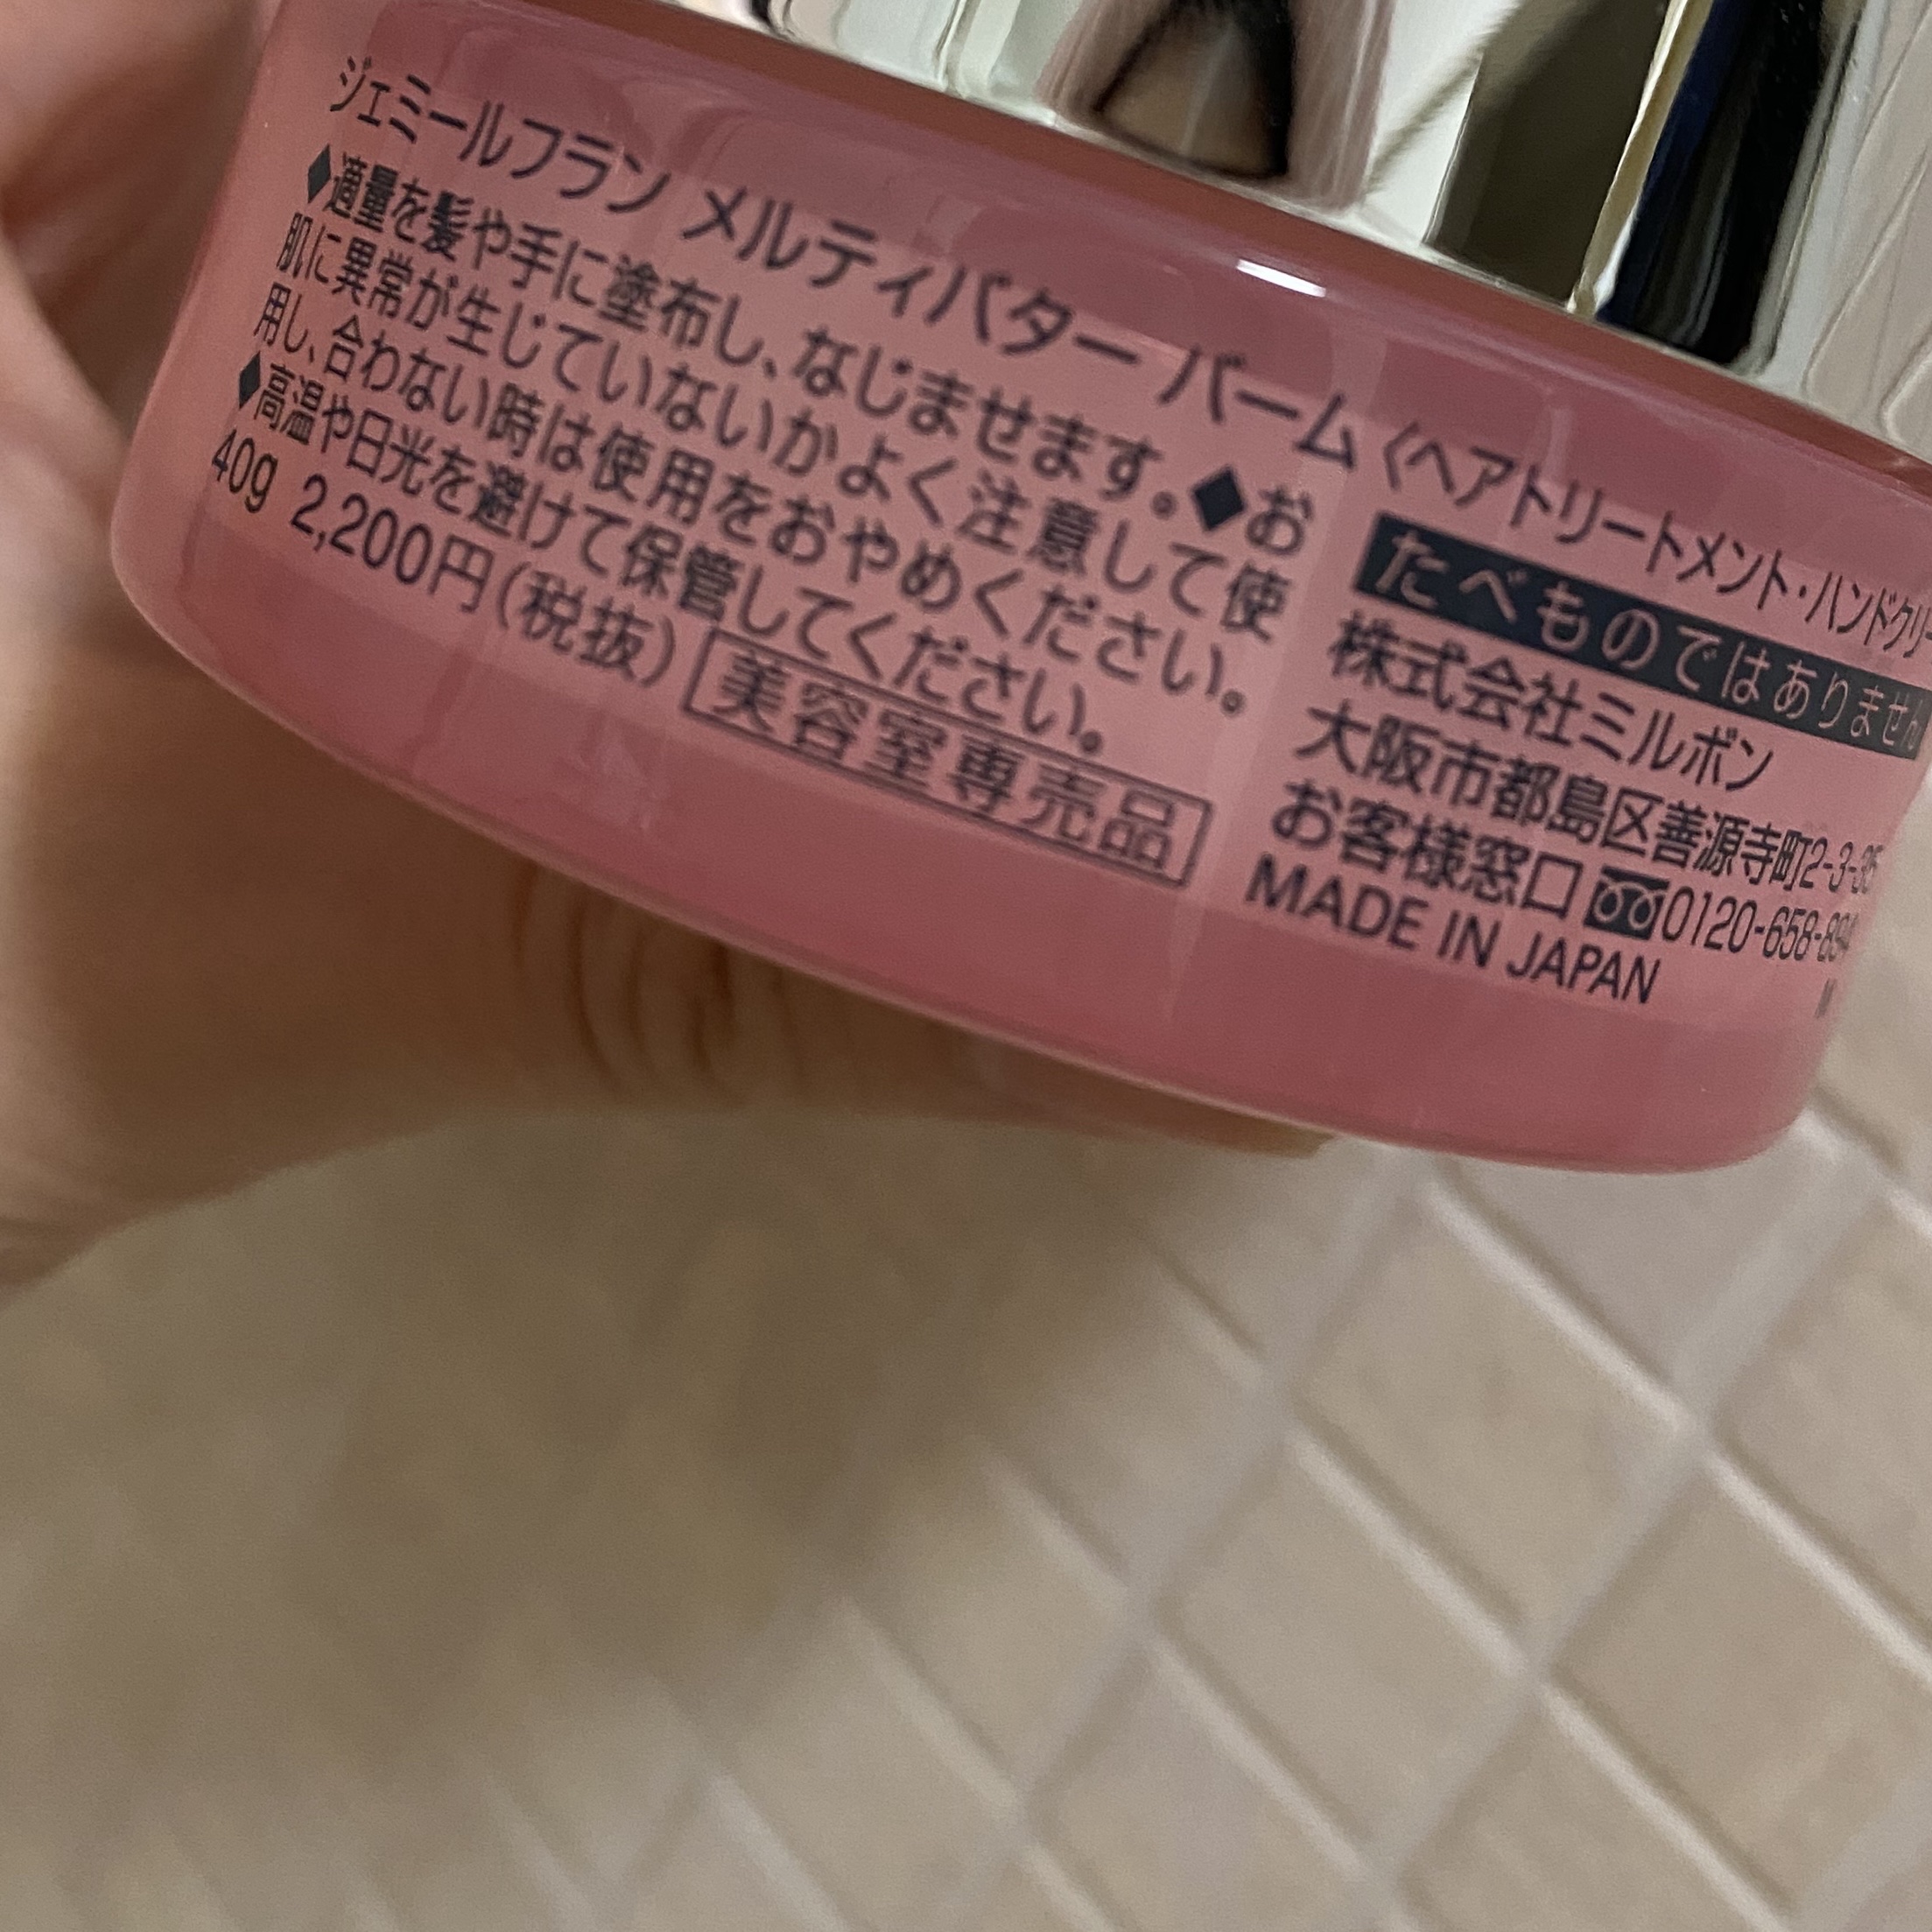 ジェミールフラン メルティバター バーム 〈ヘアトリートメント・ハンドクリー
◆適量を髪や手に塗布し、なじませます。◆お
肌に異常が生じていないかよく注意して使
用し、合わない時は使用をおやめください。
◆高温や日光を避けて保管してください。
40g 2,200円(税抜) 美容室専売品
たべものではありません
株式会社ミルボン
大阪市都島区善源寺町2-3-35
お客様窓口 0120-658-894
MADE IN JAPAN